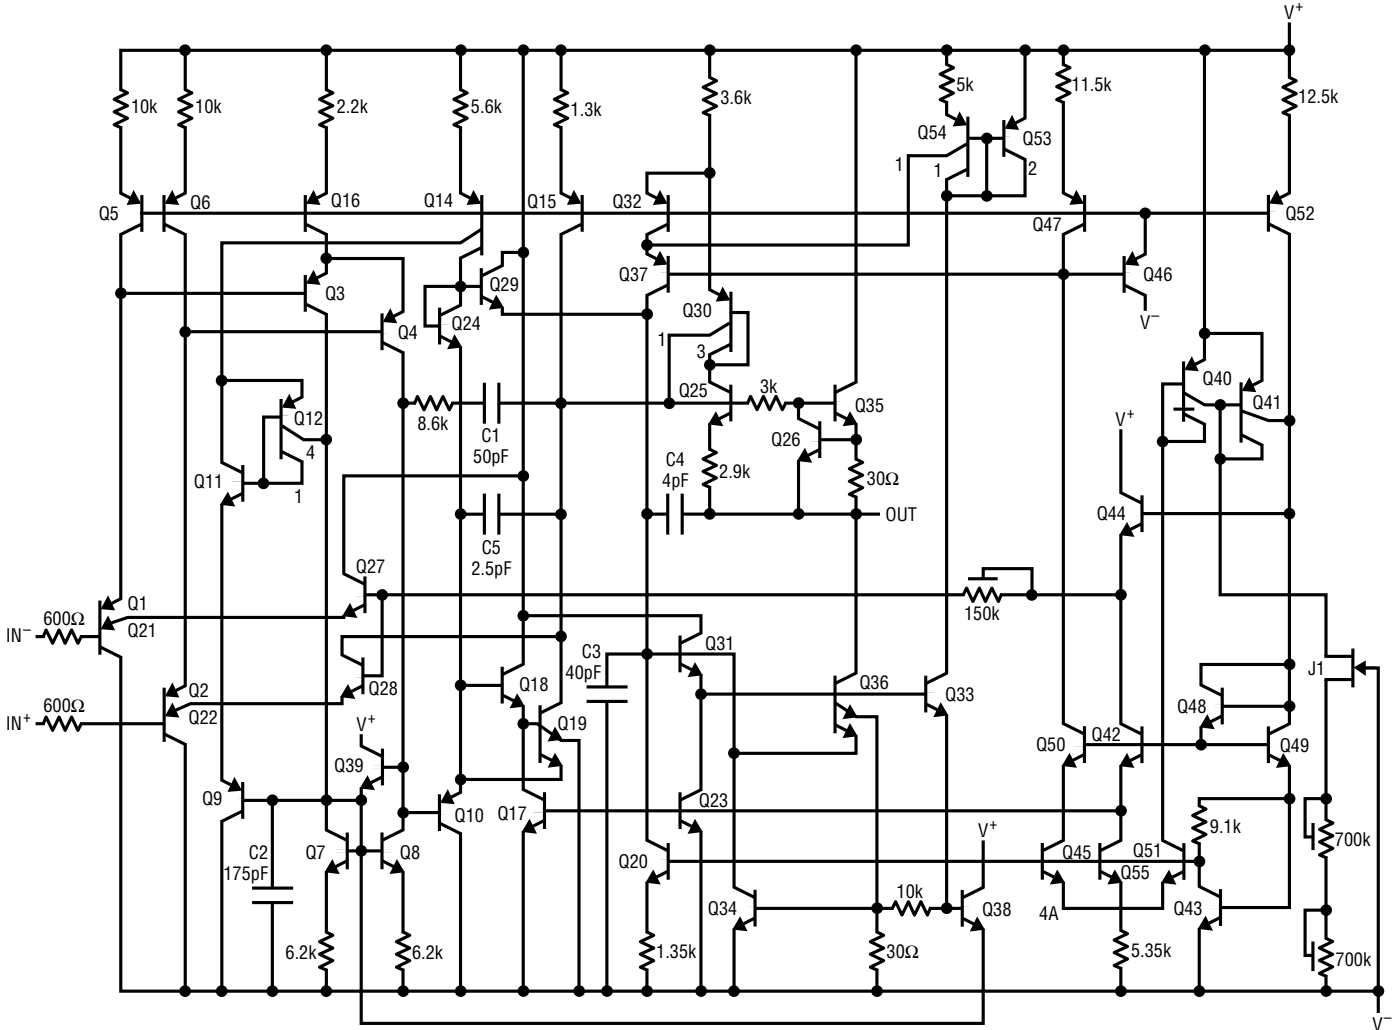 V+
10k
10k
2.2k
5.6k
1.3k
3.6k
5k
11.5k
12.5k
Q54
Q53
1
1
2
Q5
Q6
Q16
Q14
Q15
Q32
Q47
Q52
Q3
Q29
Q37
Q46
V−
Q4
Q24
Q30
1
3
Q40
Q41
Q25
3k
Q35
Q12
4
8.6k
C1
50pF
Q26
V+
Q11
1
C4
4pF
2.9k
30Ω
OUT
Q44
C5
2.5pF
Q27
150k
IN−
600Ω
Q1
Q21
Q31
C3
40pF
J1
Q28
Q18
Q36
Q33
Q48
IN+
600Ω
Q2
Q22
V+
Q19
Q50
Q42
Q49
Q39
Q9
Q10
Q17
Q23
V+
9.1k
700k
C2
175pF
Q7
Q8
Q20
Q45
Q55
Q51
10k
Q34
Q38
4A
Q43
6.2k
6.2k
1.35k
30Ω
5.35k
700k
V−